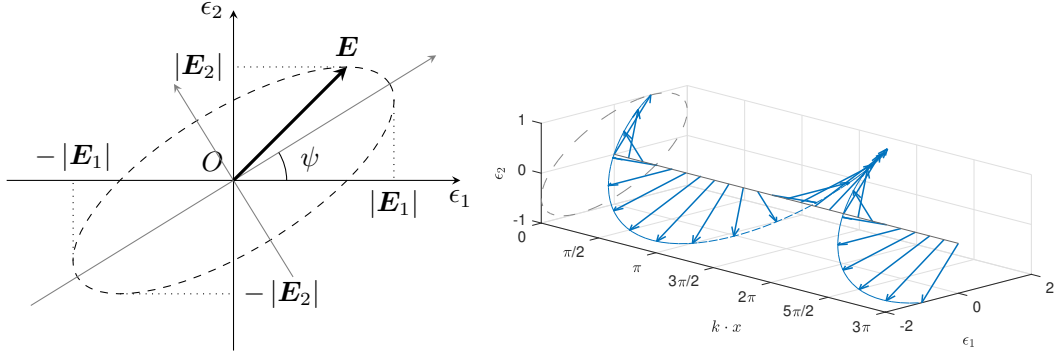 ϵ₂
E
|E₂|
− |E₁|
O
ψ
|E₁|
ϵ₁
− |E₂|
1
0
-1
ϵ₂
0
π/2
π
3π/2
2π
5π/2
3π
k · x
-2
0
2
ϵ₁